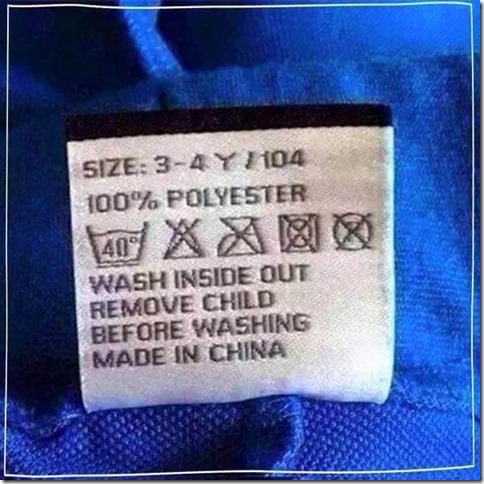 SIZE: 3-4 Y / 104
100% POLYESTER
40°
WASH INSIDE OUT
REMOVE CHILD
BEFORE WASHING
MADE IN CHINA